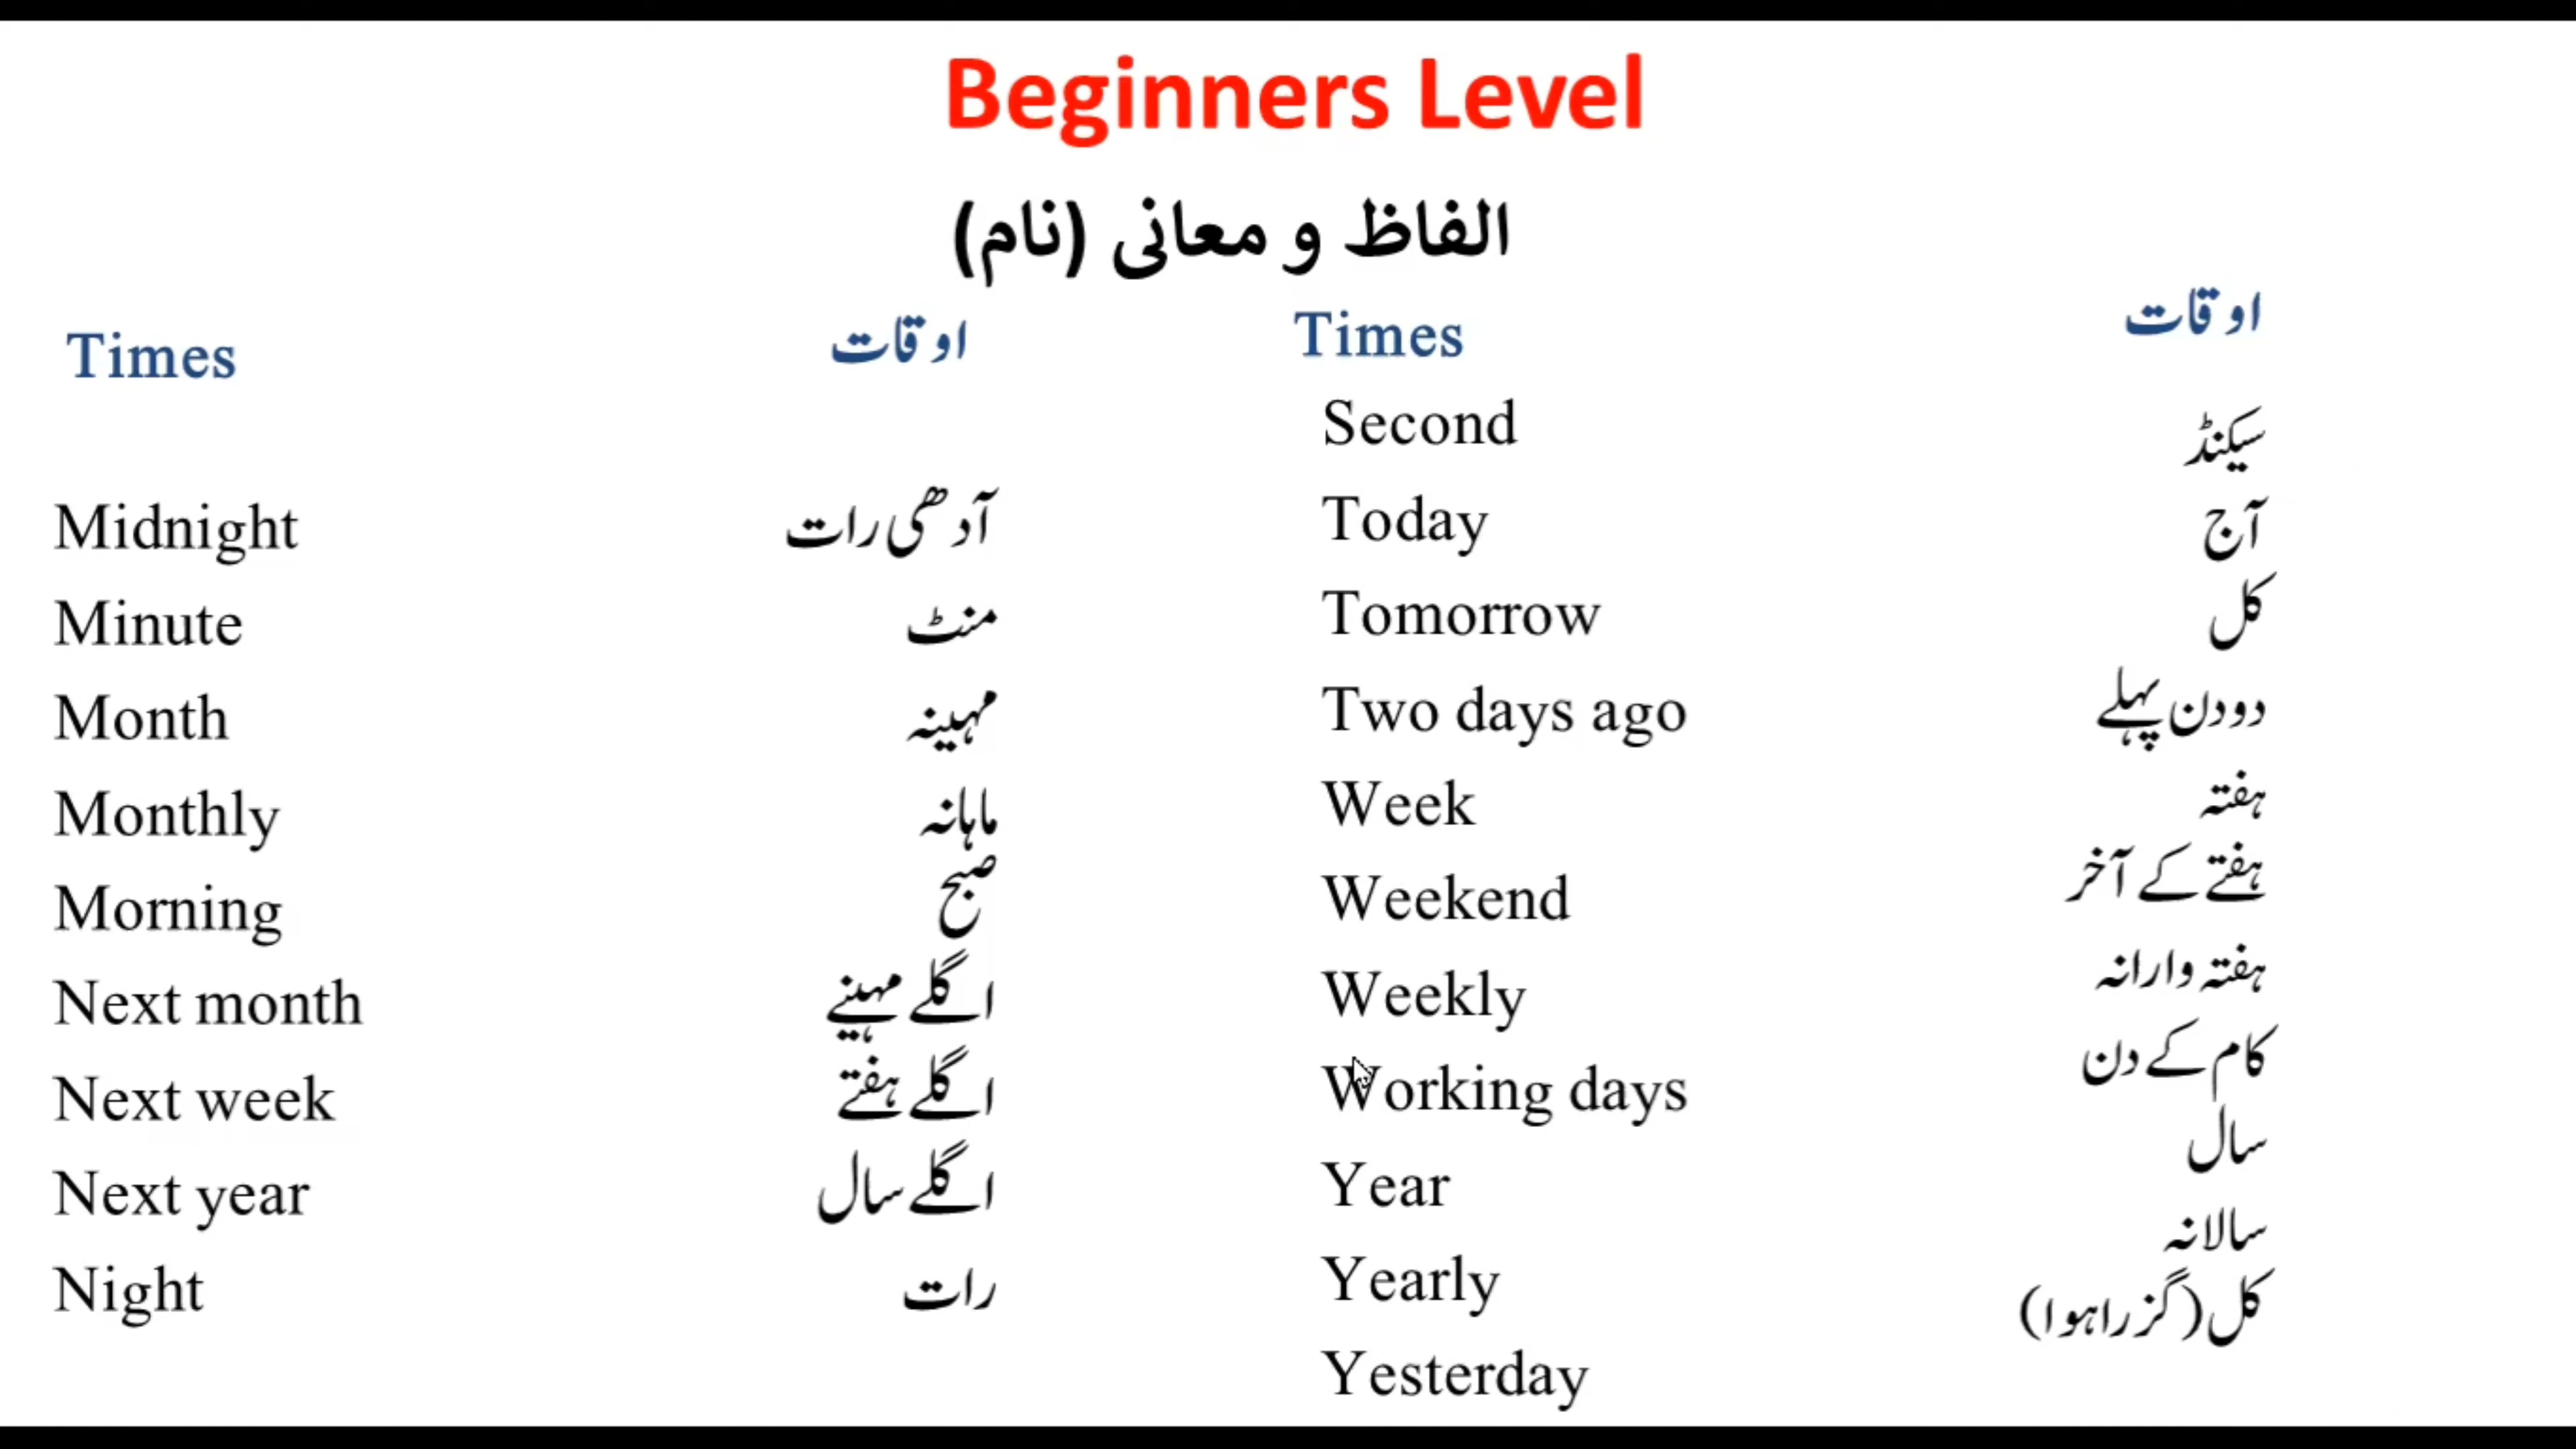 Beginners Level
الفاظ و معانی (نام)
Times اوقات
Midnight آدھی رات
Minute منٹ
Month مہینہ
Monthly ماہانہ
Morning صبح
Next month اگلے مہینے
Next week اگلے ہفتے
Next year اگلے سال
Night رات
Times اوقات
Second سیکنڈ
Today آج
Tomorrow کل
Two days ago دو دن پہلے
Week ہفتہ
Weekend ہفتے کے آخر
Weekly ہفتہ وارانہ
Working days کام کے دن
Year سال
Yearly سالانہ
Yesterday کل (گزرا ہوا)